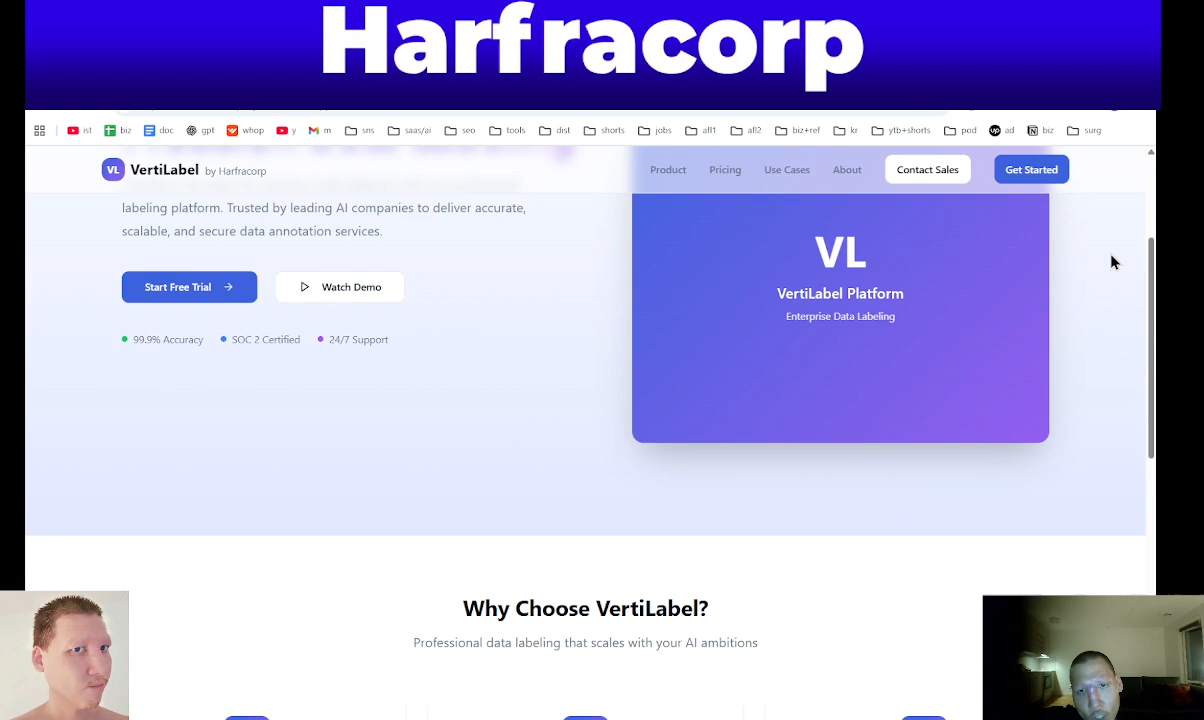 Harfracorp
ist biz doc gpt whop y m sns saas/ai seo tools dist shorts jobs afl1 afl2 biz+ref kr ytb+shorts pod up ad biz surg
VL VertiLabel by Harfracorp Product Pricing Use Cases About Contact Sales Get Started
labeling platform. Trusted by leading AI companies to deliver accurate,
scalable, and secure data annotation services.
Start Free Trial → Watch Demo
99.9% Accuracy SOC 2 Certified 24/7 Support
VL
VertiLabel Platform
Enterprise Data Labeling
Why Choose VertiLabel?
Professional data labeling that scales with your AI ambitions